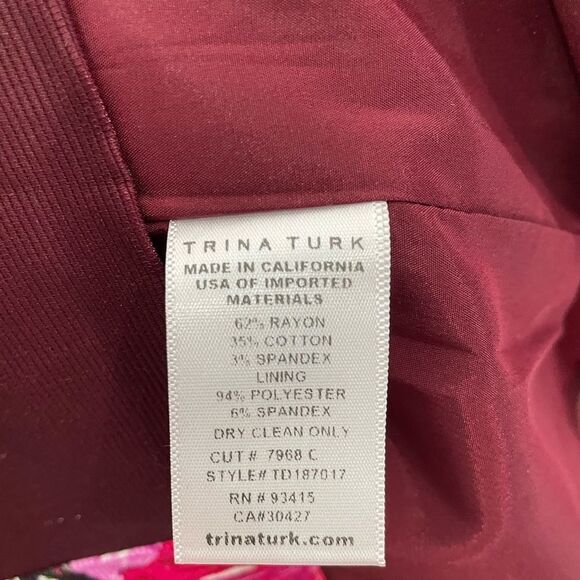 TRINA TURK
MADE IN CALIFORNIA
USA OF IMPORTED
MATERIALS
62% RAYON
35% COTTON
3% SPANDEX
LINING
94% POLYESTER
6% SPANDEX
DRY CLEAN ONLY
CUT # 7968 C
STYLE# TD187017
RN # 93415
CA#30427
trinaturk.com